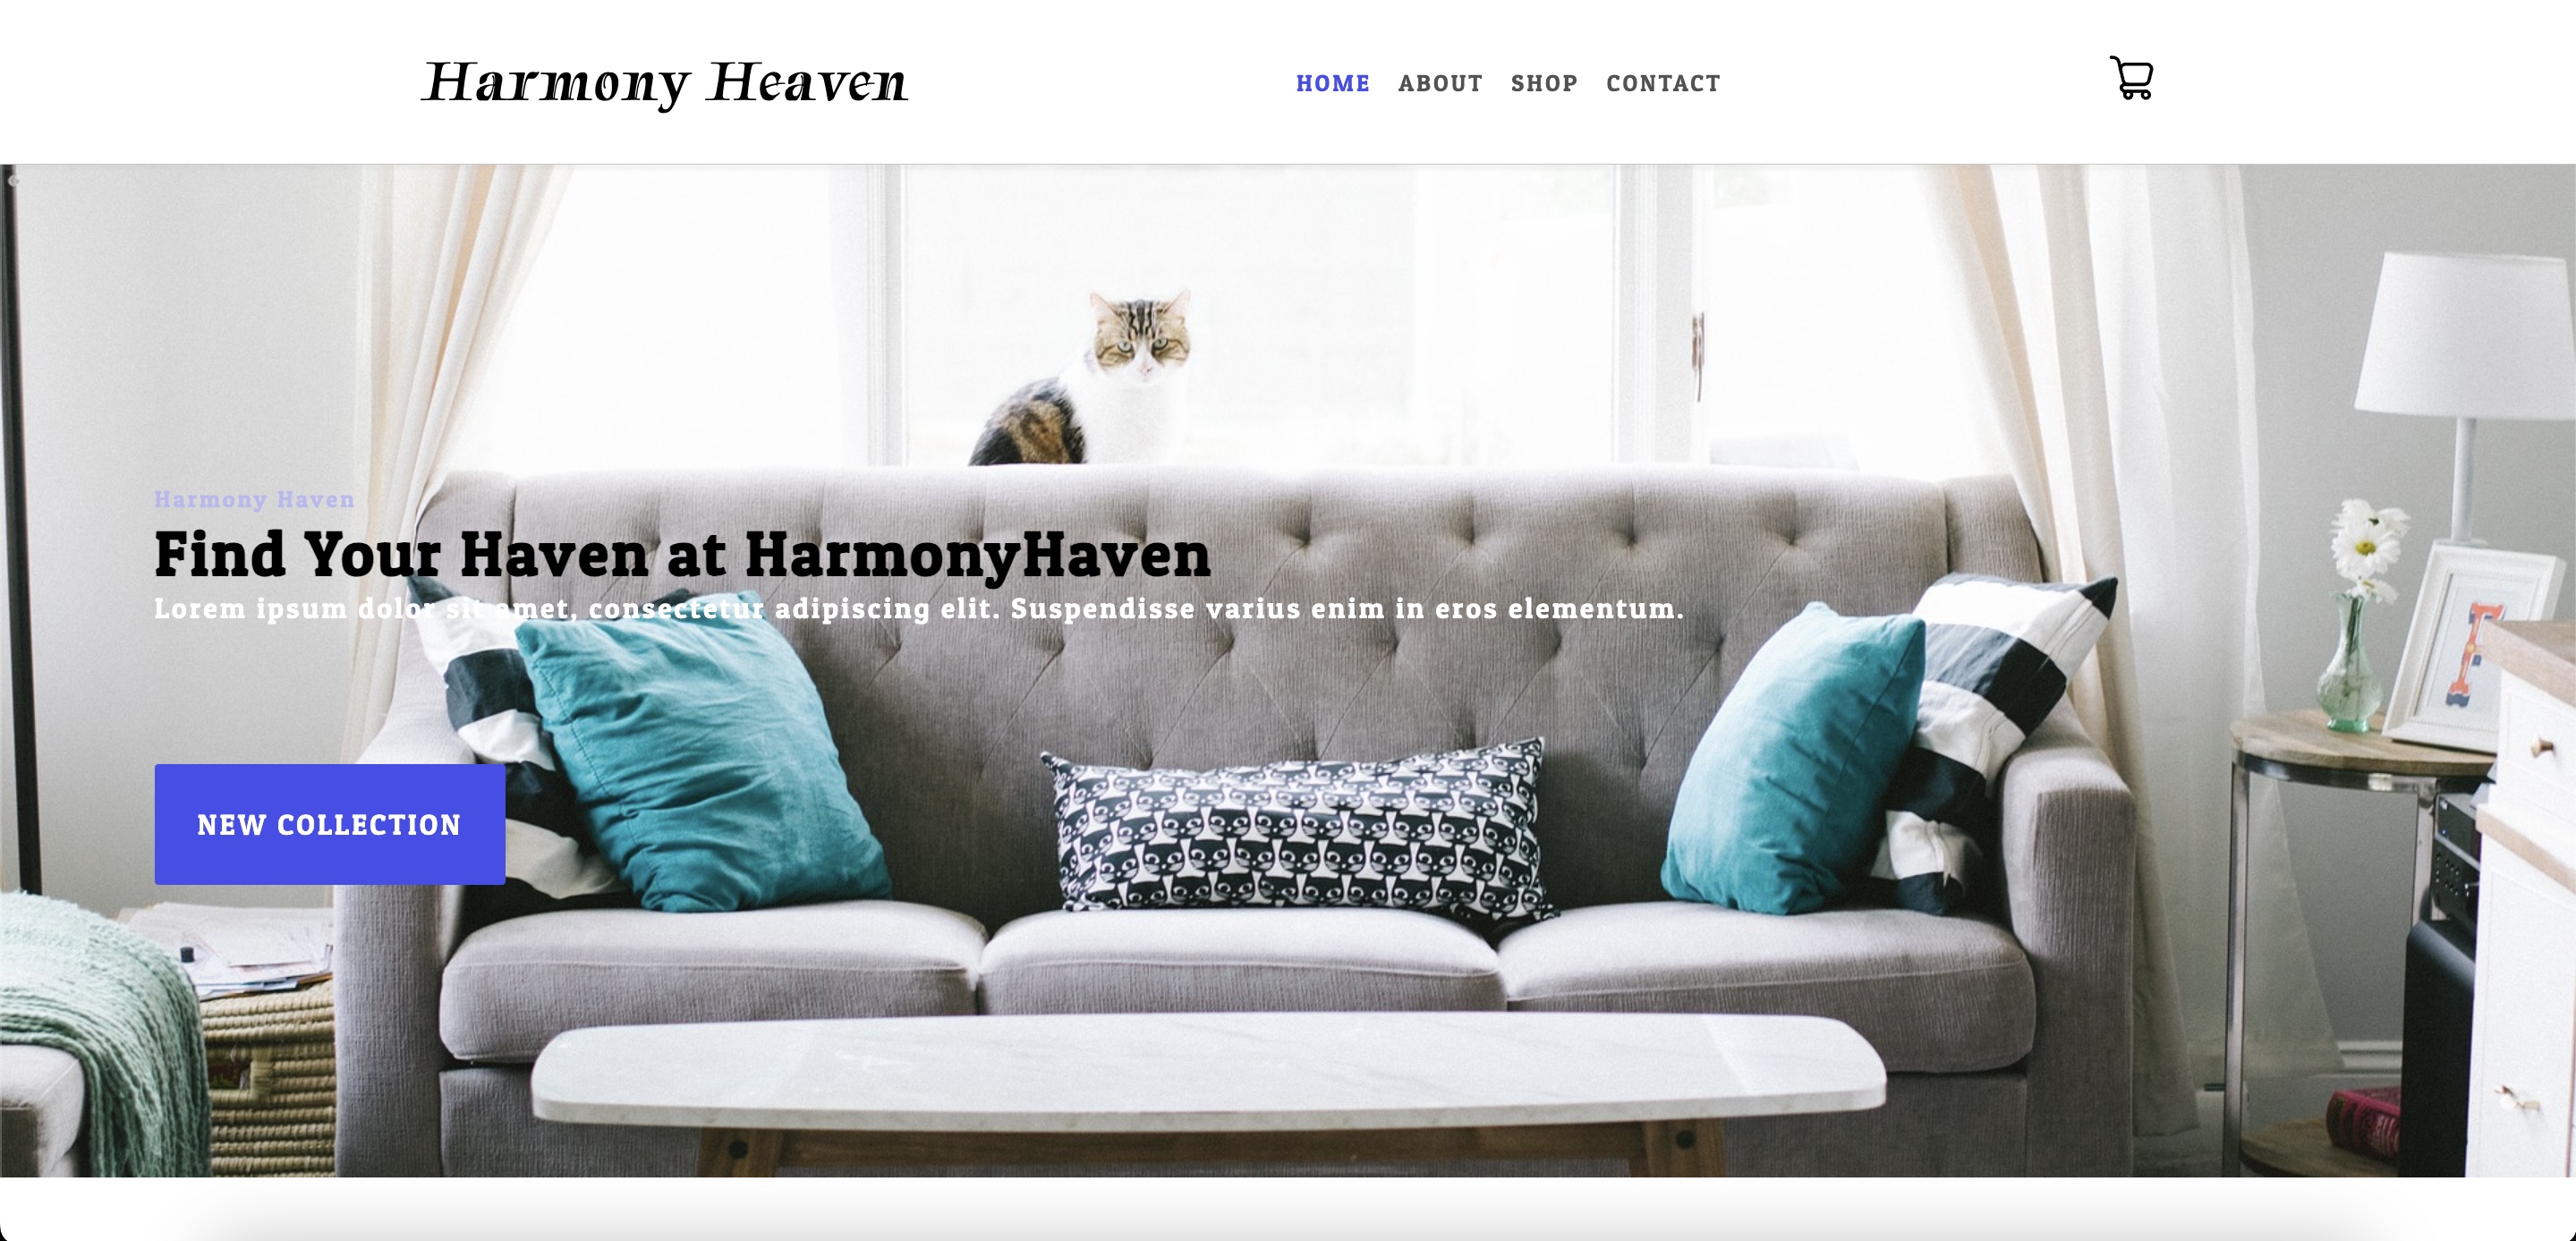 Harmony Heaven
HOME ABOUT SHOP CONTACT
Harmony Haven
Find Your Haven at HarmonyHaven
Lorem ipsum dolor sit amet, consectetur adipiscing elit. Suspendisse varius enim in eros elementum.
NEW COLLECTION